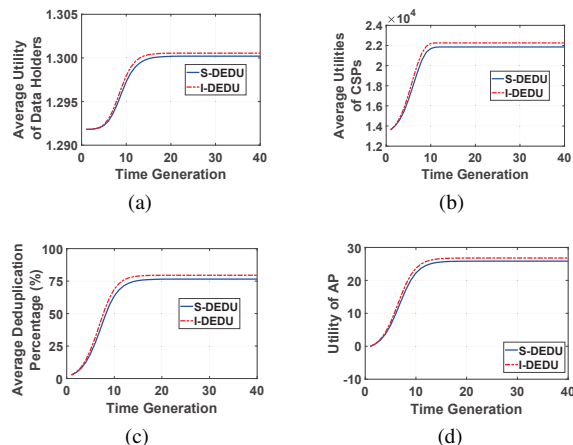 1.305
1.300
1.295
1.290
0 10 20 30 40
Average Utility
of Data Holders
S-DEDU
I-DEDU
Time Generation
(a)
×10⁴
2.4
2.2
2.0
1.8
1.6
1.4
1.2
0 10 20 30 40
Average Utilities
of CSPs
S-DEDU
I-DEDU
Time Generation
(b)
100
75
50
25
0
0 10 20 30 40
Average Deduplication
Percentage (%)
S-DEDU
I-DEDU
Time Generation
(c)
30
20
10
0
-10
0 10 20 30 40
Utility of AP
S-DEDU
I-DEDU
Time Generation
(d)